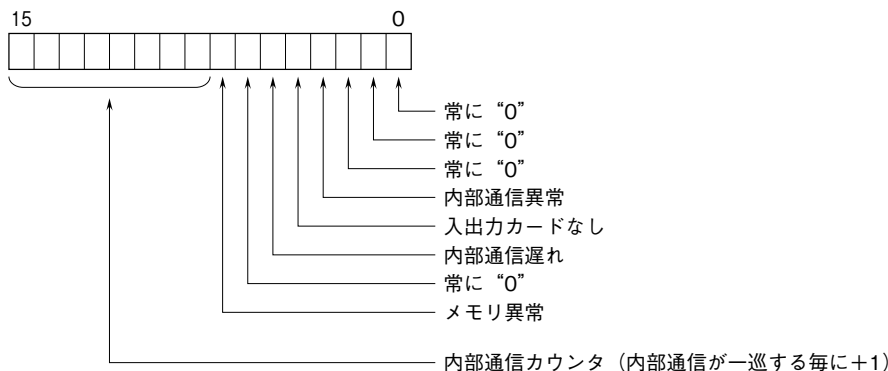 15 0
常に “0”
常に “0”
常に “0”
内部通信異常
入出力カードなし
内部通信遅れ
常に “0”
メモリ異常
内部通信カウンタ（内部通信が一巡する毎に＋1）